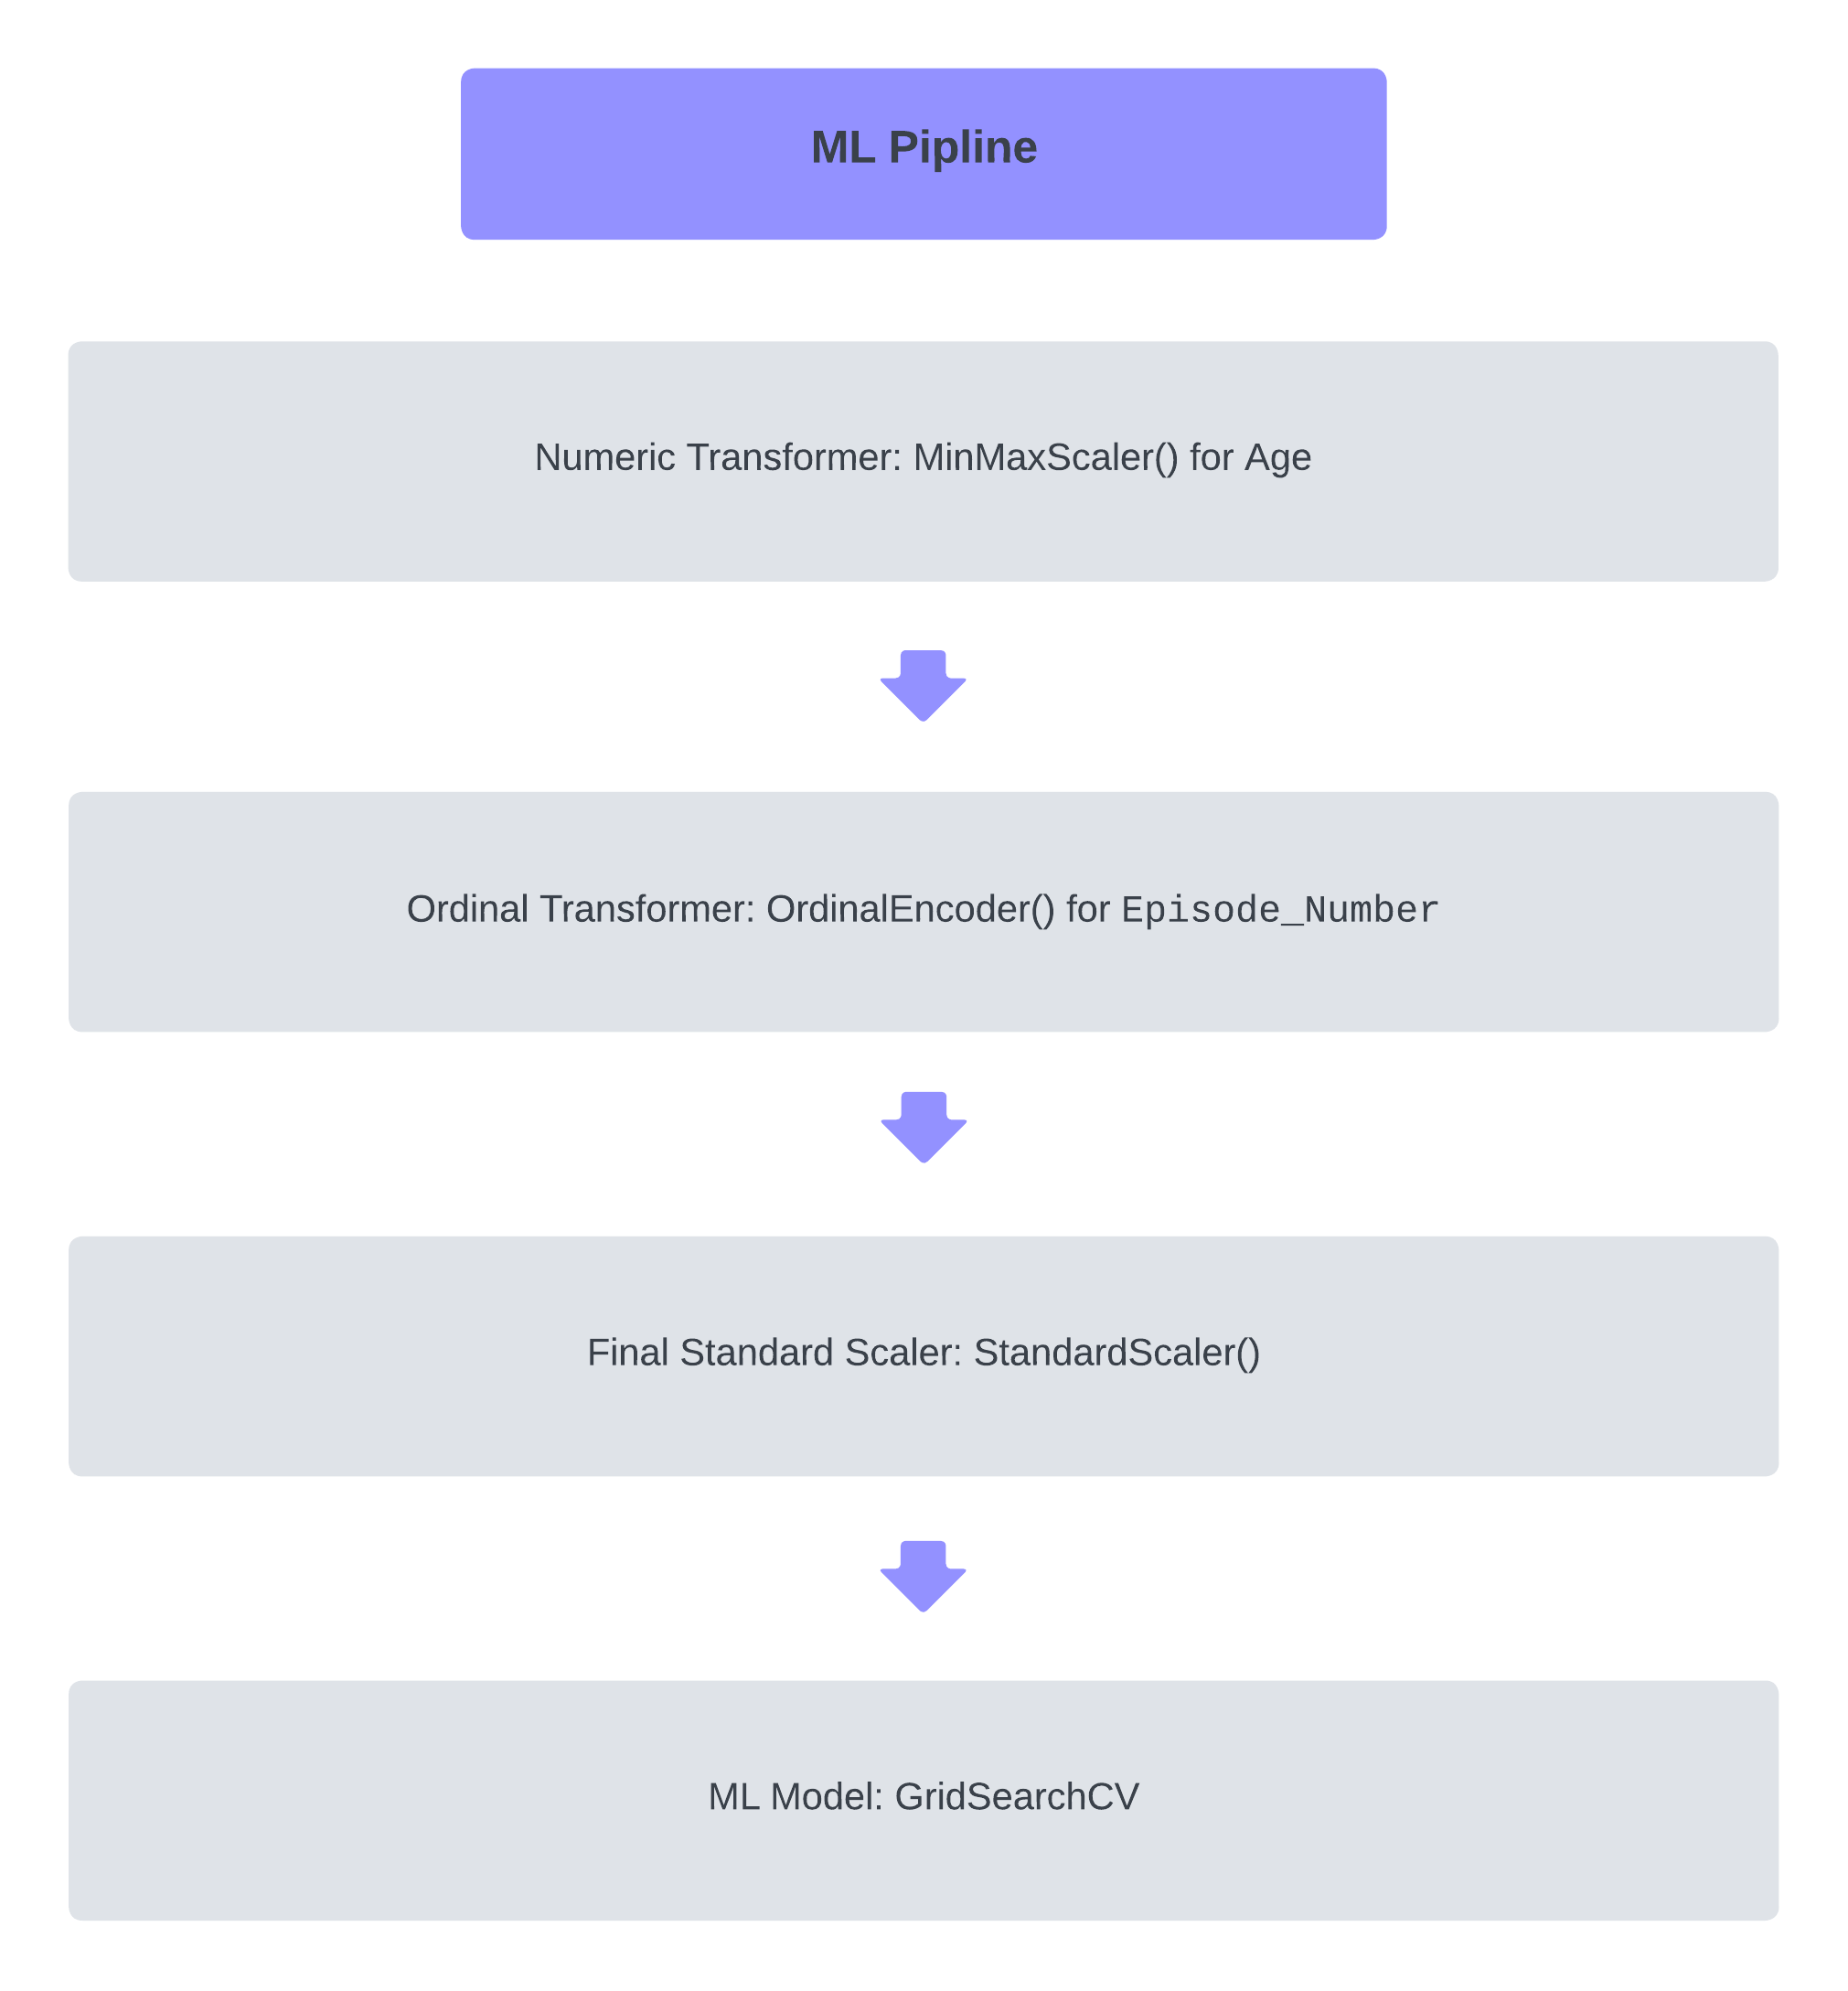 ML Pipline
Numeric Transformer: MinMaxScaler() for Age
Ordinal Transformer: OrdinalEncoder() for Episode_Number
Final Standard Scaler: StandardScaler()
ML Model: GridSearchCV